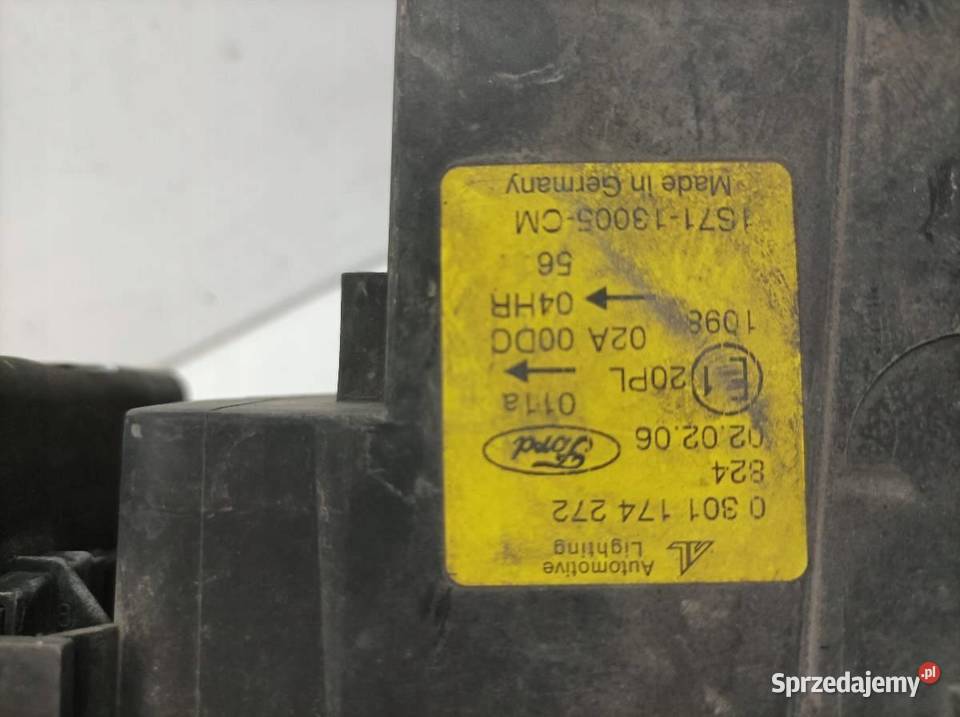 Automotive
Lighting
0 301 174 272
824
02.02.06
Ford
011a
E1
20PL
02A 00DC
1098
04HR
56
1S71-13005-CM
Made in Germany
Sprzedajemy.pl